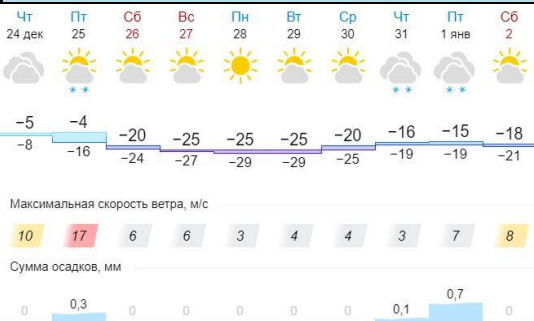 Чт Пт Сб Вс Пн Вт Ср Чт Пт Сб
24 дек 25 26 27 28 29 30 31 1 янв 2
−5 −4 −20 −25 −25 −25 −20 −16 −15 −18
−8 −16 −24 −27 −29 −29 −25 −19 −19 −21
Максимальная скорость ветра, м/с
10 17 6 6 3 4 4 3 7 8
Сумма осадков, мм
0 0,3 0 0 0 0 0 0,1 0,7 0